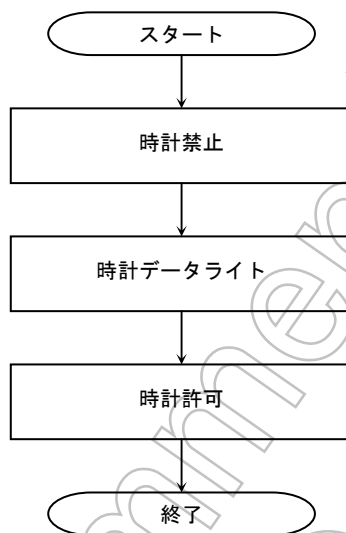 スタート
時計禁止
時計データライト
時計許可
終了